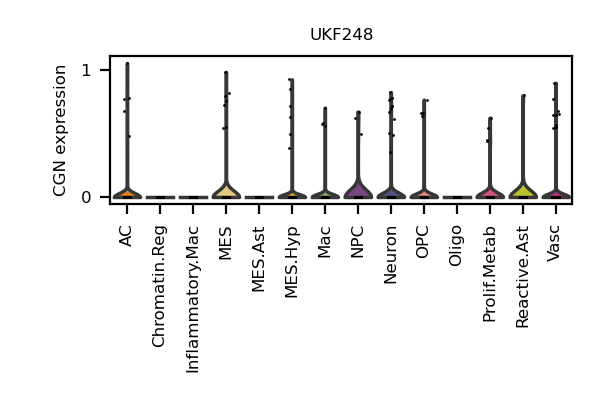 UKF248
CGN expression
1
0
AC
Chromatin.Reg
Inflammatory.Mac
MES
MES.Ast
MES.Hyp
Mac
NPC
Neuron
OPC
Oligo
Prolif.Metab
Reactive.Ast
Vasc